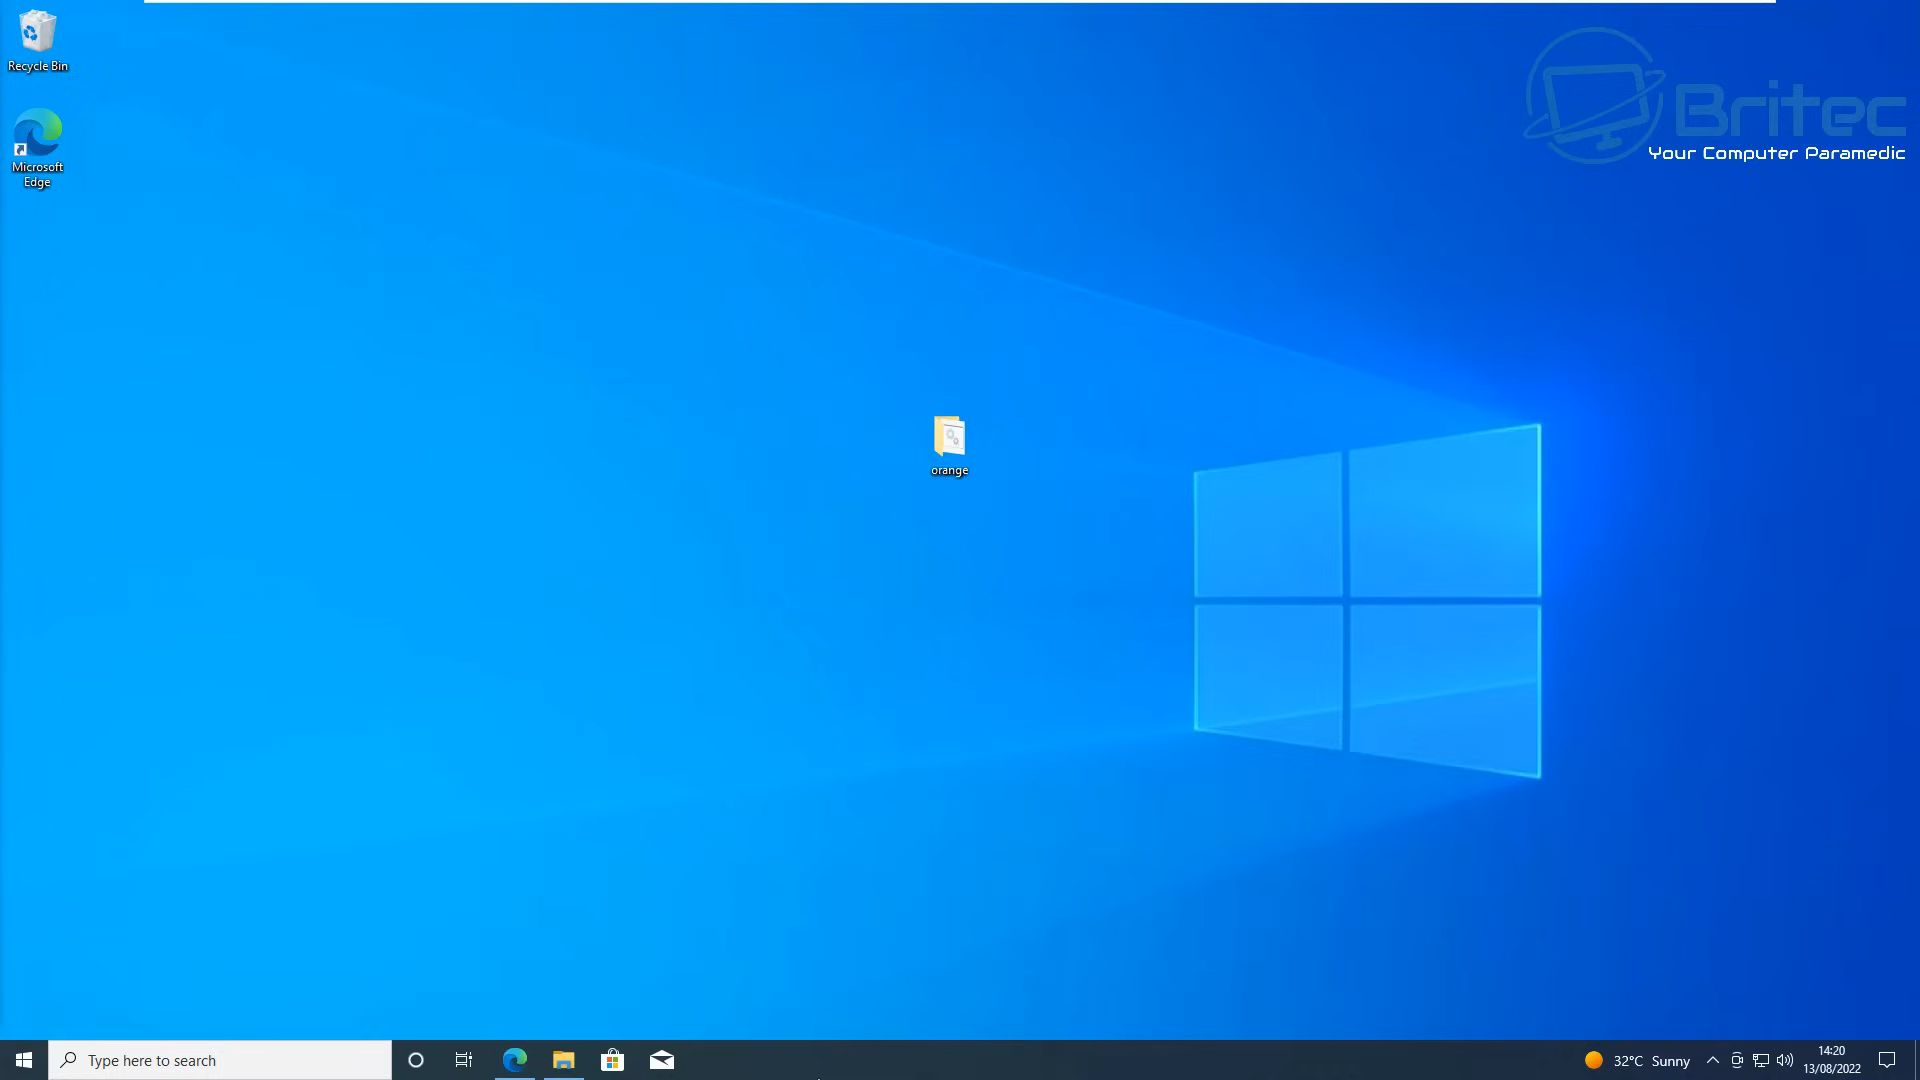 Recycle Bin
Microsoft
Edge
Britec
Your Computer Paramedic
orange
Type here to search
32°C Sunny
14:20
13/08/2022